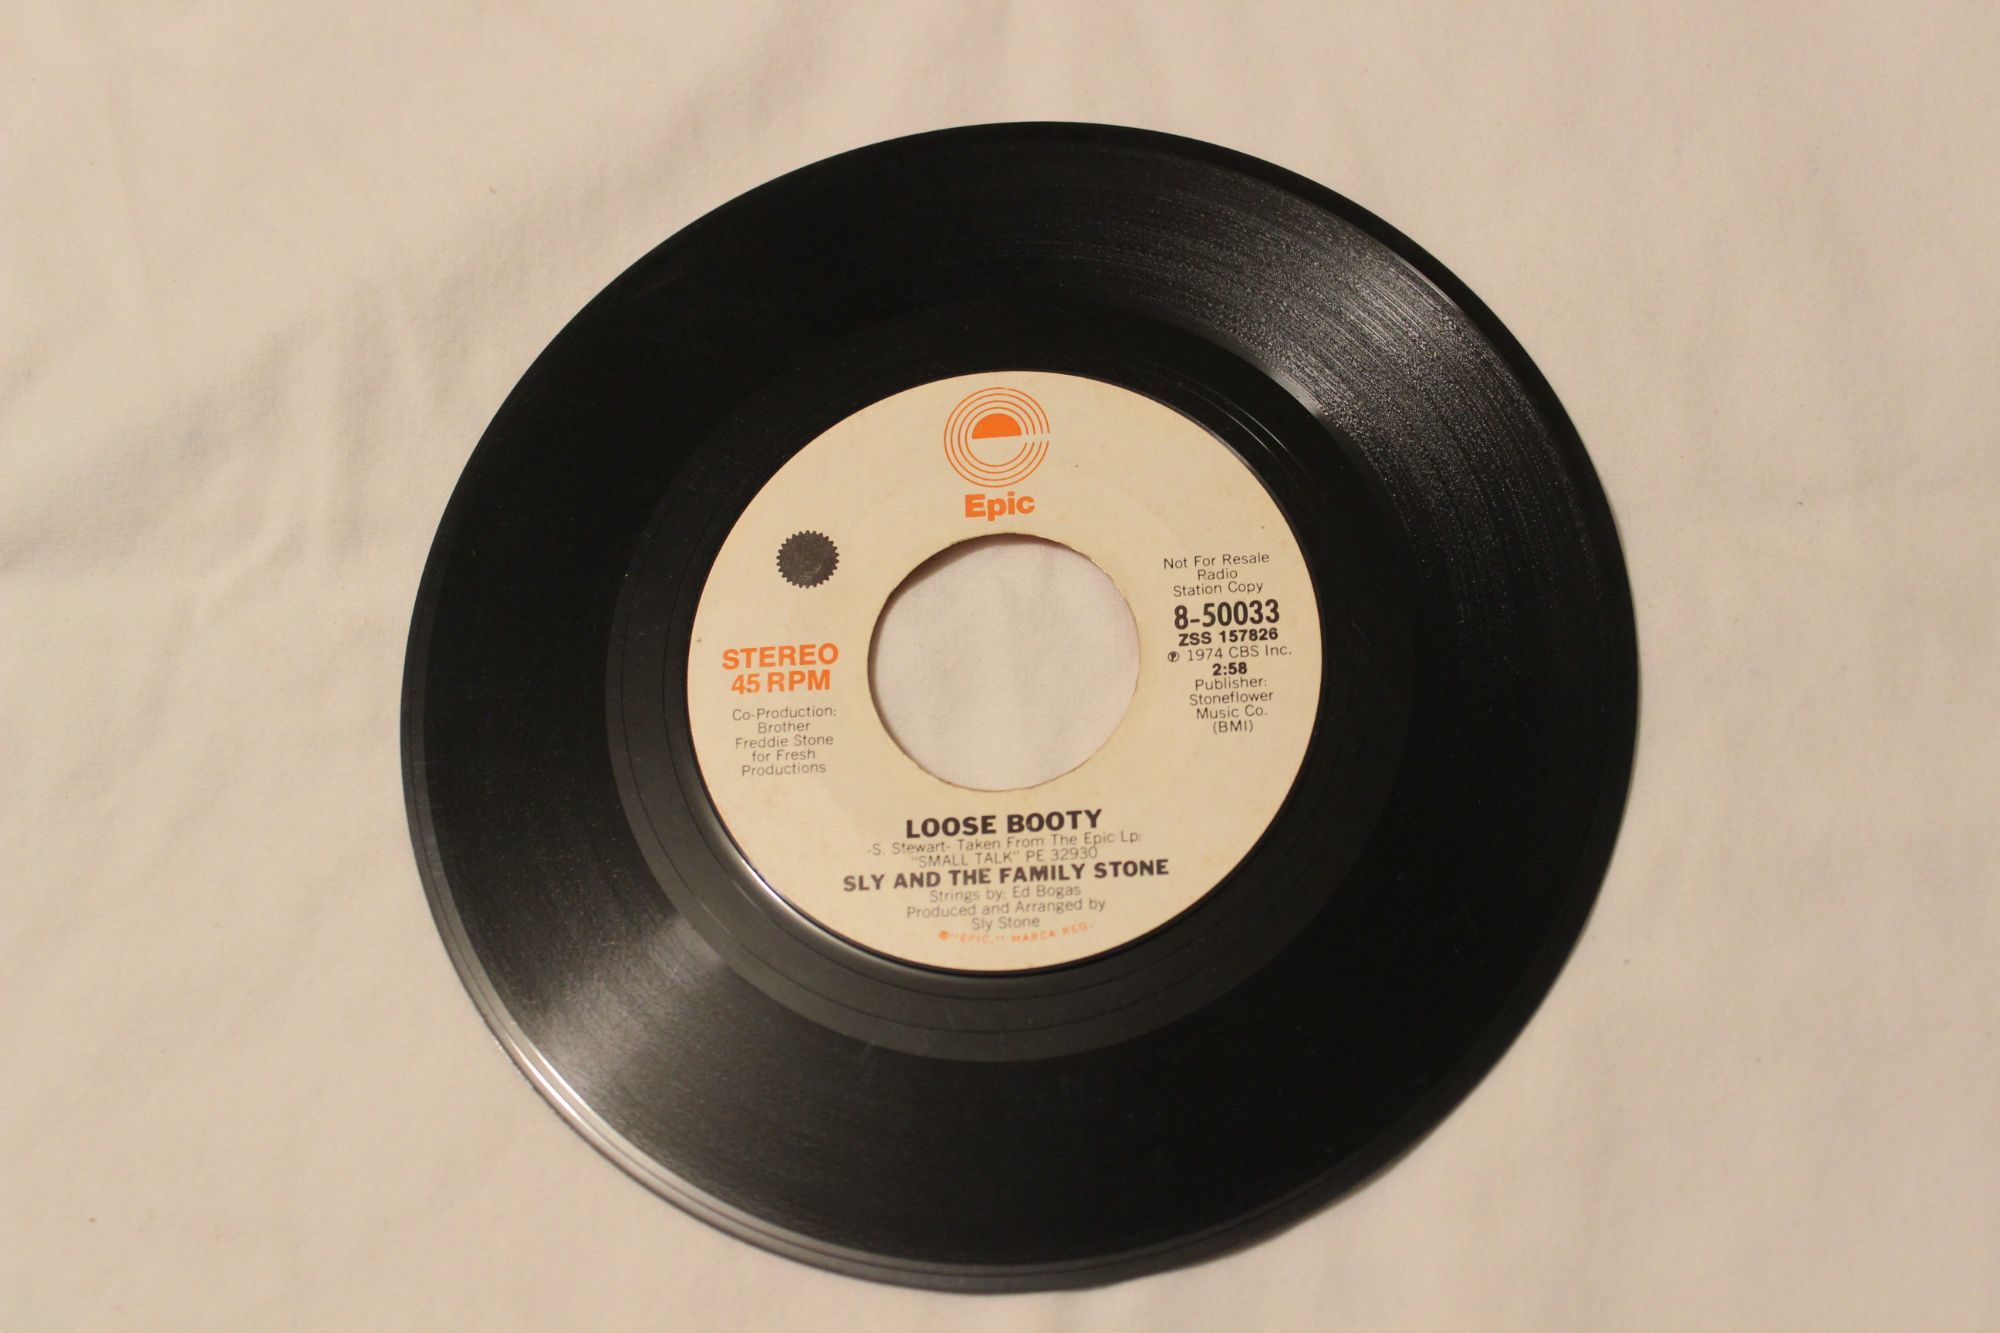 Epic
STEREO
45 RPM
Co-Production:
Brother
Freddie Stone
for Fresh
Productions
Not For Resale
Radio
Station Copy
8-50033
ZSS 157826
℗ 1974 CBS Inc.
2:58
Publisher:
Stoneflower
Music Co.
(BMI)
LOOSE BOOTY
-S. Stewart- Taken From The Epic Lp:
"SMALL TALK" PE 32930
SLY AND THE FAMILY STONE
Strings by: Ed Bogas
Produced and Arranged by
Sly Stone
®"EPIC," MARCA REG.